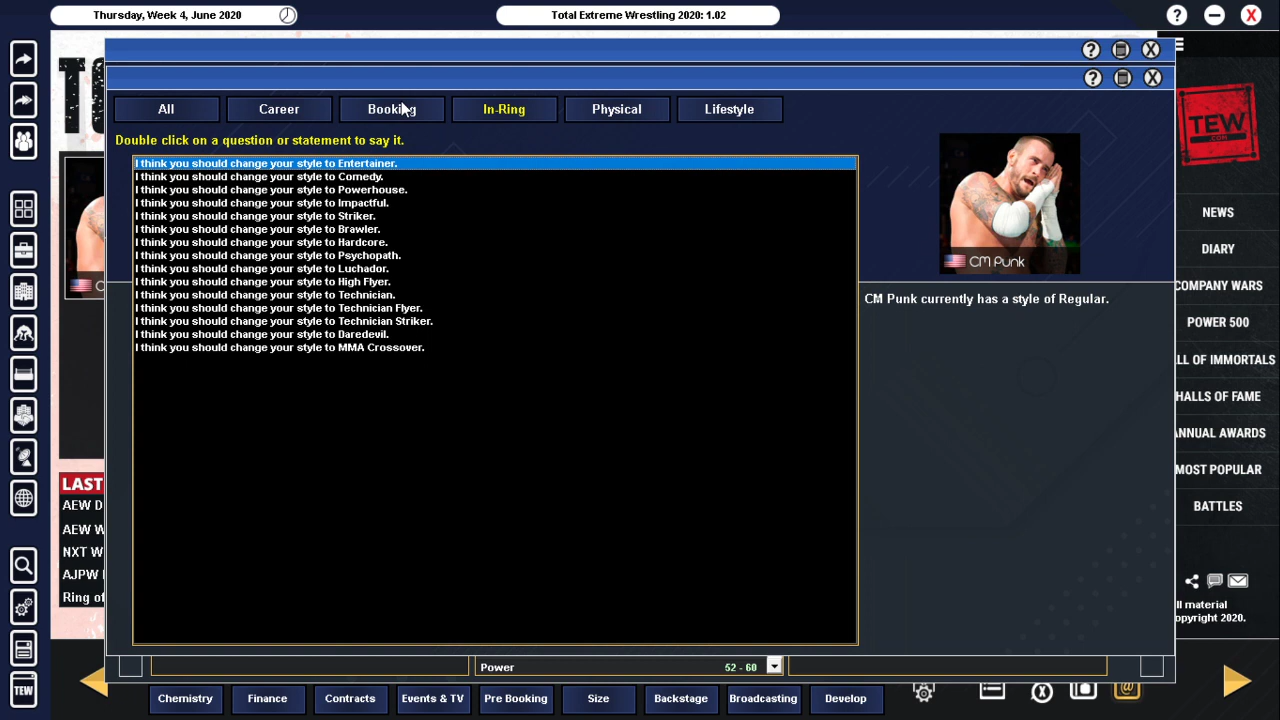 Thursday, Week 4, June 2020
Total Extreme Wrestling 2020: 1.02
All
Career
Booking
In-Ring
Physical
Lifestyle
Double click on a question or statement to say it.
I think you should change your style to Entertainer.
I think you should change your style to Comedy.
I think you should change your style to Powerhouse.
I think you should change your style to Impactful.
I think you should change your style to Striker.
I think you should change your style to Brawler.
I think you should change your style to Hardcore.
I think you should change your style to Psychopath.
I think you should change your style to Luchador.
I think you should change your style to High Flyer.
I think you should change your style to Technician.
I think you should change your style to Technician Flyer.
I think you should change your style to Technician Striker.
I think you should change your style to Daredevil.
I think you should change your style to MMA Crossover.
CM Punk
CM Punk currently has a style of Regular.
TEW
.COM
NEWS
DIARY
COMPANY WARS
POWER 500
LL OF IMMORTALS
HALLS OF FAME
ANNUAL AWARDS
MOST POPULAR
BATTLES
ll material
opyright 2020.
T
C
LAST
AEW D
AEW W
NXT W
AJPW
Ring of
TEW
Power
52 - 60
Chemistry
Finance
Contracts
Events & TV
Pre Booking
Size
Backstage
Broadcasting
Develop